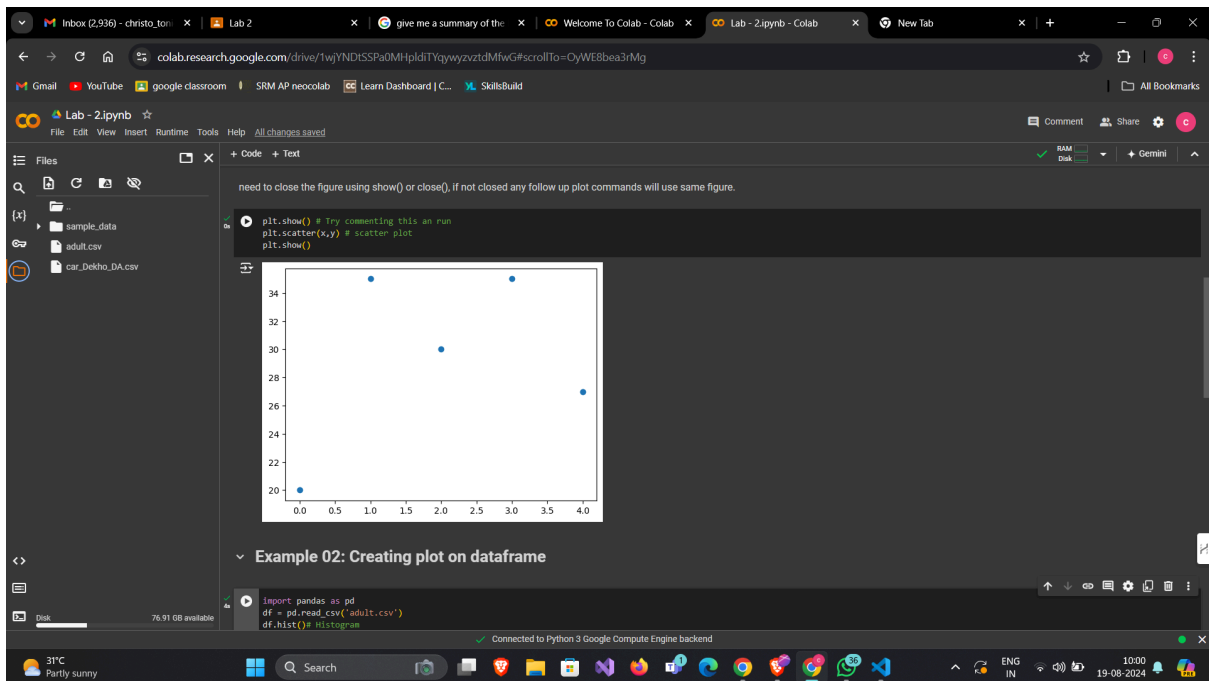 Inbox (2,936) - christo_toni
Lab 2
give me a summary of the
Welcome To Colab - Colab
Lab - 2.ipynb - Colab
New Tab
colab.research.google.com/drive/1wjYNDtSSPa0MHpldiTYqywyzvztdMfwG#scrollTo=OyWE8bea3rMg
Gmail YouTube google classroom SRM AP neocolab Learn Dashboard | C... SkillsBuild All Bookmarks
Lab - 2.ipynb
File Edit View Insert Runtime Tools Help All changes saved
Comment Share C
Files
+ Code + Text
RAM
Disk
Gemini
..
sample_data
adult.csv
car_Dekho_DA.csv
{x}
need to close the figure using show() or close(), if not closed any follow up plot commands will use same figure.
0s
plt.show() # Try commenting this an run
plt.scatter(x,y) # scatter plot
plt.show()
34
32
30
28
26
24
22
20
0.0 0.5 1.0 1.5 2.0 2.5 3.0 3.5 4.0
Example 02: Creating plot on dataframe
4s
import pandas as pd
df = pd.read_csv('adult.csv')
df.hist()# Histogram
Disk 76.91 GB available
Connected to Python 3 Google Compute Engine backend
31°C
Partly sunny
Search
1
36
ENG
IN
10:00
19-08-2024
PRE